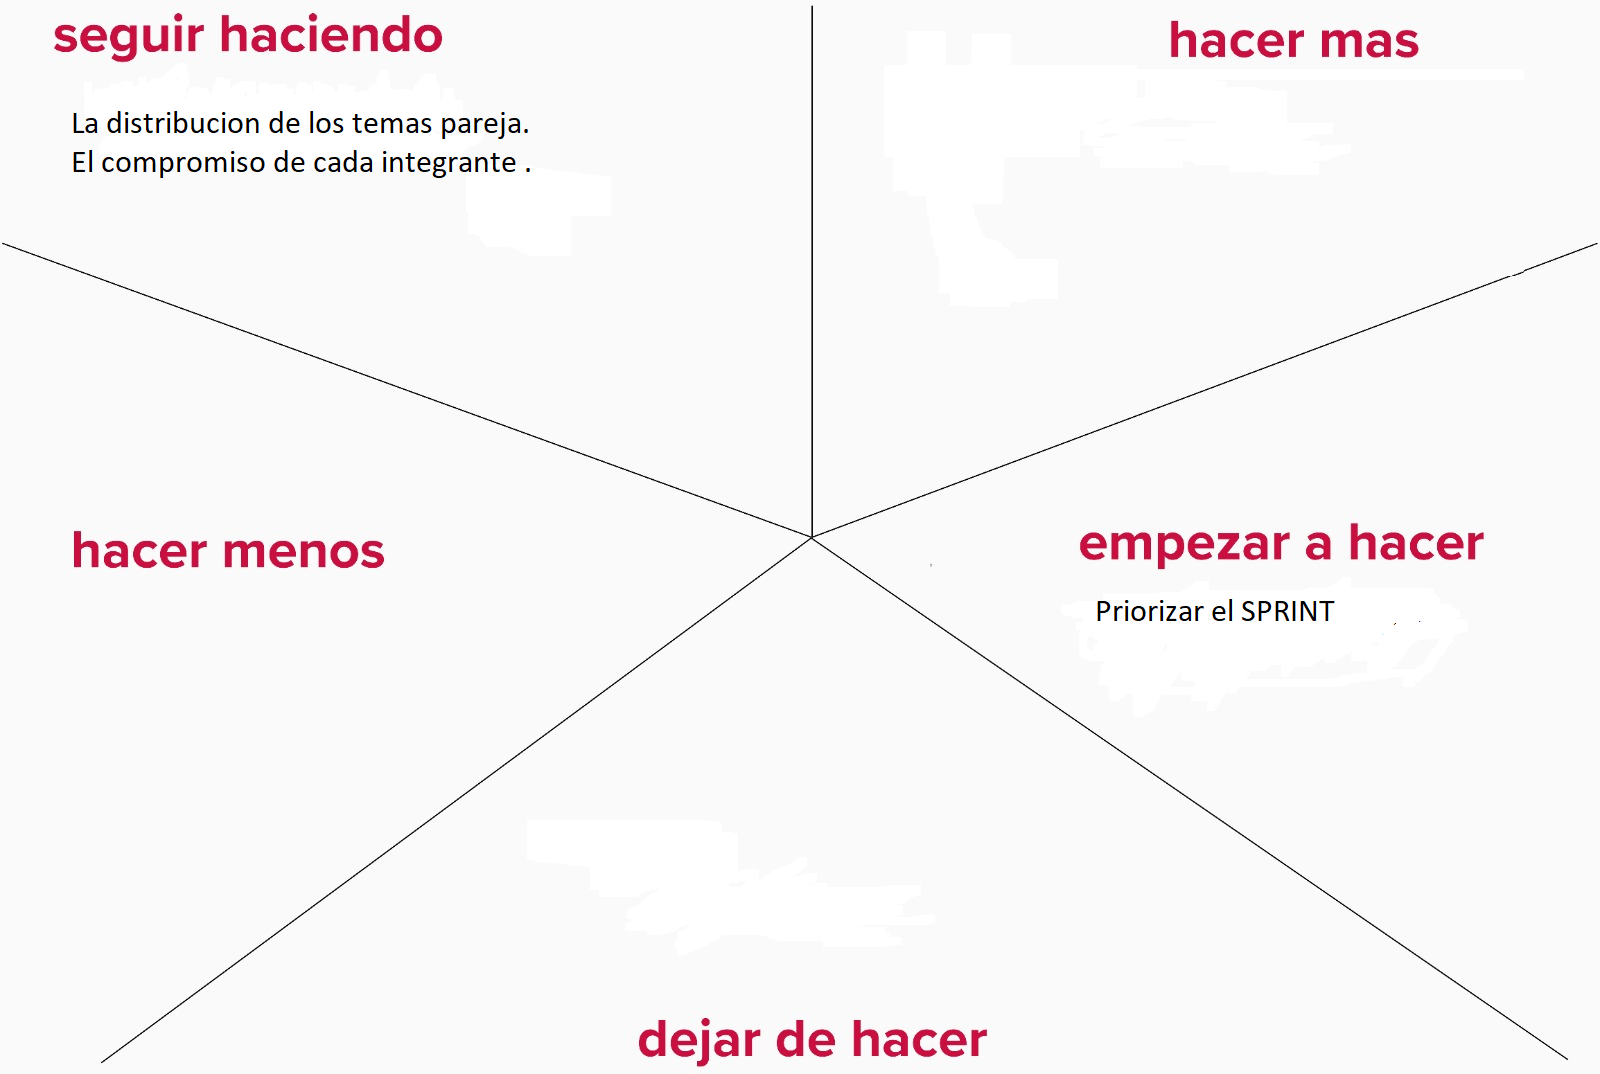 seguir haciendo
hacer mas
La distribucion de los temas pareja.
El compromiso de cada integrante .
hacer menos
empezar a hacer
Priorizar el SPRINT
dejar de hacer